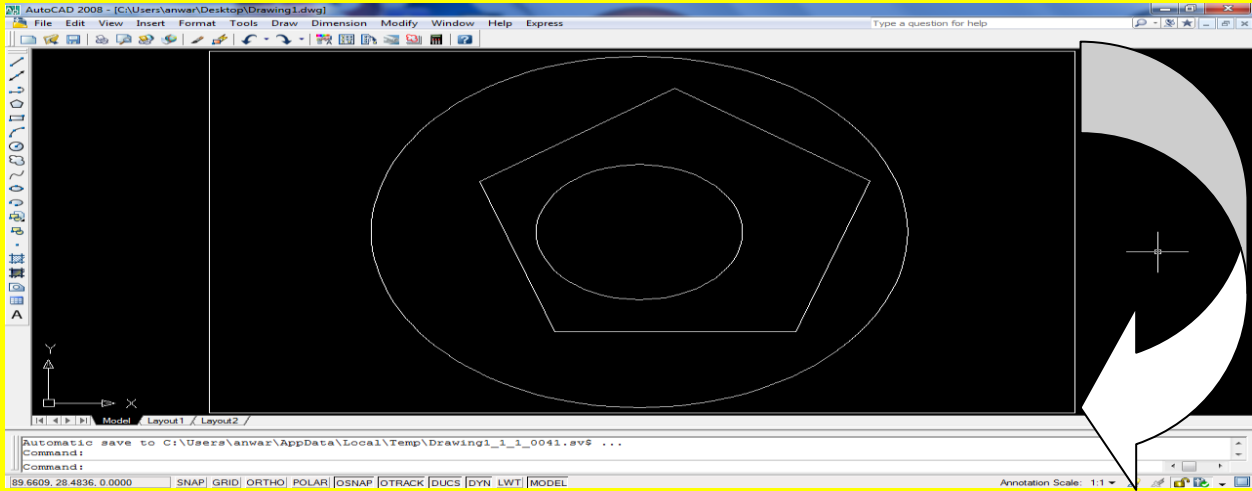 AutoCAD 2008 - [C:\Users\anwar\Desktop\Drawing1.dwg]
File Edit View Insert Format Tools Draw Dimension Modify Window Help Express Type a question for help
A
Y
X
Model Layout1 Layout2
Automatic save to C:\Users\anwar\AppData\Local\Temp\Drawing1_1_1_0041.sv$ ...
Command:
Command:
89.6609, 28.4836, 0.0000 SNAP GRID ORTHO POLAR OSNAP OTRACK DUCS DYN LWT MODEL Annotation Scale: 1:1